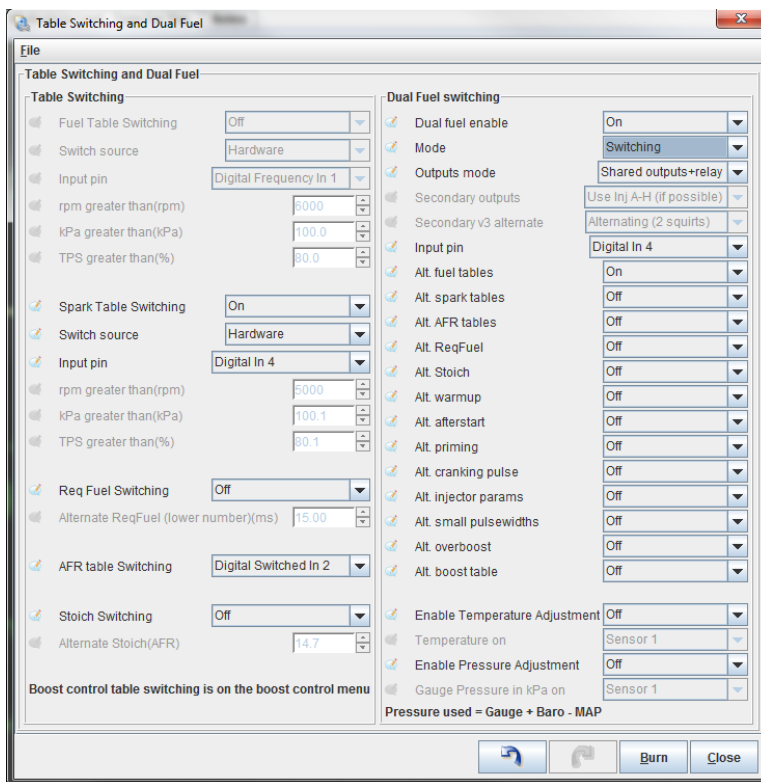 Table Switching and Dual Fuel
File
Table Switching and Dual Fuel
Table Switching
Fuel Table Switching Off
Switch source Hardware
Input pin Digital Frequency In 1
rpm greater than(rpm) 6000
kPa greater than(kPa) 100.0
TPS greater than(%) 80.0
Spark Table Switching On
Switch source Hardware
Input pin Digital In 4
rpm greater than(rpm) 5000
kPa greater than(kPa) 100.1
TPS greater than(%) 80.1
Req Fuel Switching Off
Alternate ReqFuel (lower number)(ms) 15.00
AFR table Switching Digital Switched In 2
Stoich Switching Off
Alternate Stoich(AFR) 14.7
Boost control table switching is on the boost control menu
Dual Fuel switching
Dual fuel enable On
Mode Switching
Outputs mode Shared outputs+relay
Secondary outputs Use Inj A-H (if possible)
Secondary v3 alternate Alternating (2 squirts)
Input pin Digital In 4
Alt. fuel tables On
Alt. spark tables Off
Alt. AFR tables Off
Alt. ReqFuel Off
Alt. Stoich Off
Alt. warmup Off
Alt. afterstart Off
Alt. priming Off
Alt. cranking pulse Off
Alt. injector params Off
Alt. small pulsewidths Off
Alt. overboost Off
Alt. boost table Off
Enable Temperature Adjustment Off
Temperature on Sensor 1
Enable Pressure Adjustment Off
Gauge Pressure in kPa on Sensor 1
Pressure used = Gauge + Baro - MAP
Burn Close